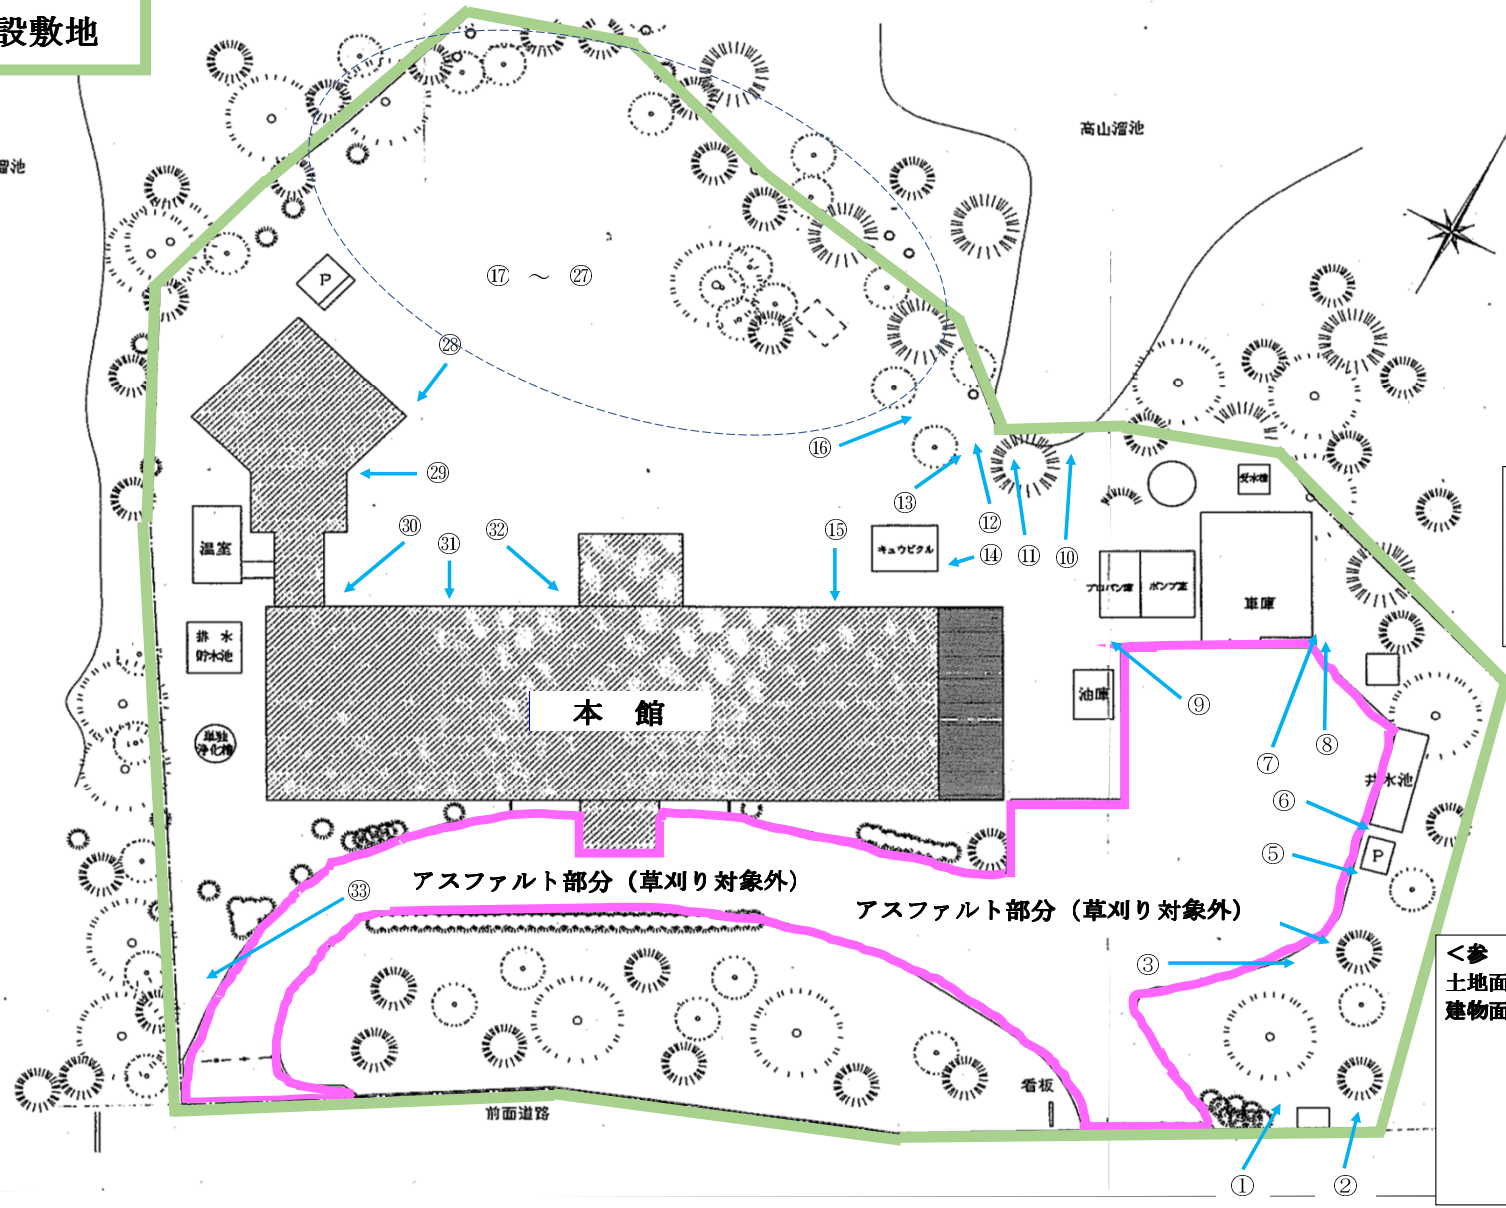 設敷地
高山溜池
溜池
⑰ ～ ㉗
P
㉘
⑯
㉙
受水槽
⑬
⑫
⑪
⑩
⑭
⑮
㉚
㉛
㉜
温室
キュウビクル
プロパン庫
ポンプ室
車庫
排 水
貯水池
本 館
油庫
⑨
⑧
⑦
単独
浄化槽
井水池
⑥
⑤
P
アスファルト部分（草刈り対象外）
アスファルト部分（草刈り対象外）
㉝
③
＜参
土地面
建物面
看板
前面道路
①
②